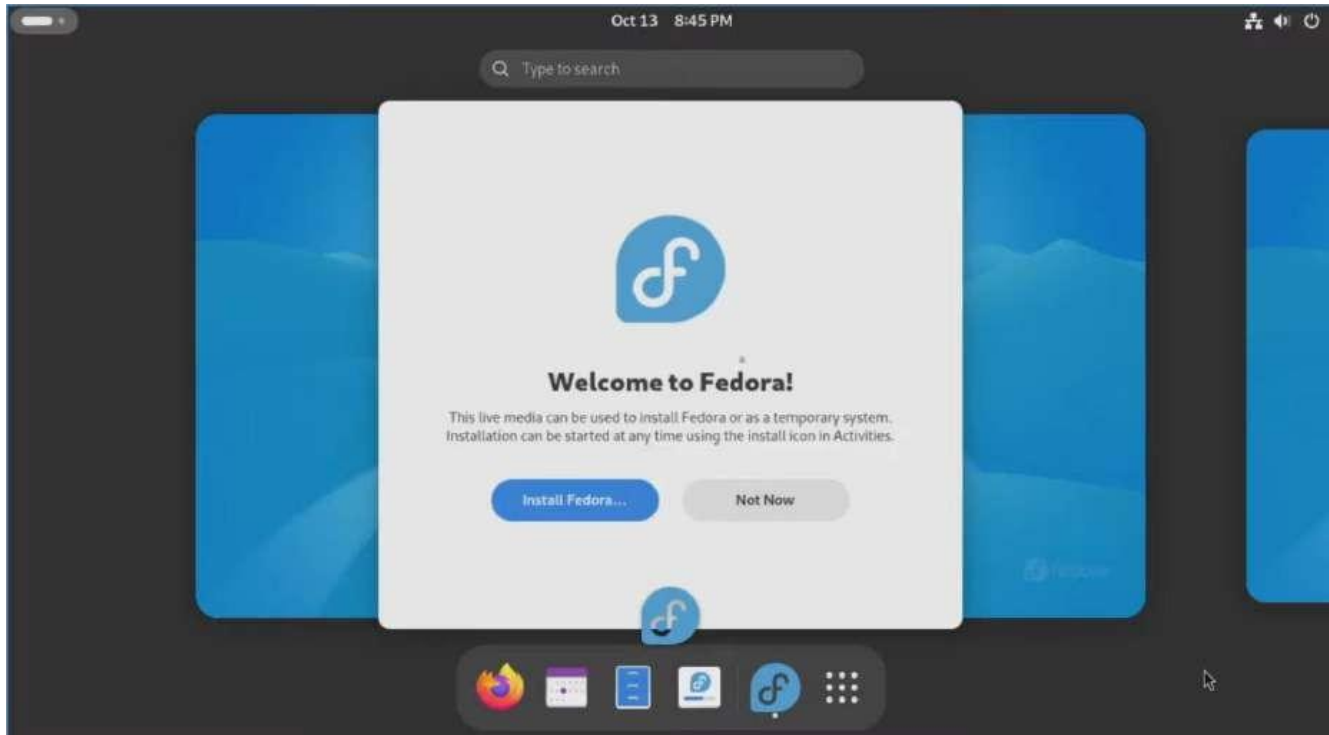 Oct 13 8:45 PM
Type to search
Welcome to Fedora!
This live media can be used to install Fedora or as a temporary system.
Installation can be started at any time using the install icon in Activities.
Install Fedora...
Not Now